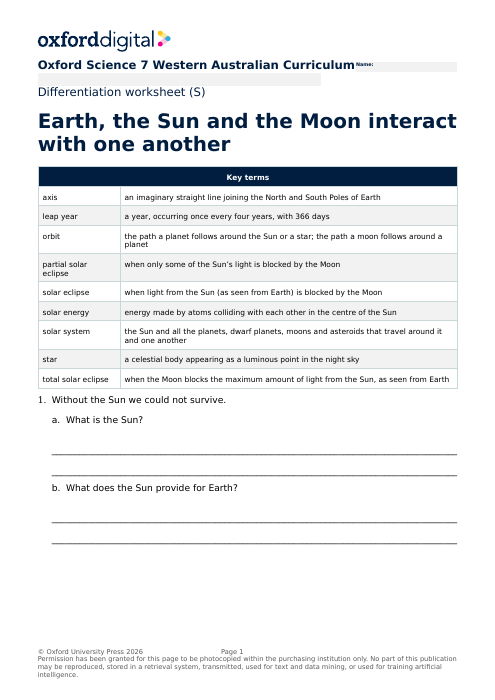 oxforddigital
Oxford Science 7 Western Australian Curriculum Name:
Differentiation worksheet (S)
Earth, the Sun and the Moon interact
with one another
Key terms
axis an imaginary straight line joining the North and South Poles of Earth
leap year a year, occurring once every four years, with 366 days
orbit the path a planet follows around the Sun or a star; the path a moon follows around a
planet
partial solar when only some of the Sun's light is blocked by the Moon
eclipse
solar eclipse when light from the Sun (as seen from Earth) is blocked by the Moon
solar energy energy made by atoms colliding with each other in the centre of the Sun
solar system the Sun and all the planets, dwarf planets, moons and asteroids that travel around it
and one another
star a celestial body appearing as a luminous point in the night sky
total solar eclipse when the Moon blocks the maximum amount of light from the Sun, as seen from Earth
1. Without the Sun we could not survive.
a. What is the Sun?
b. What does the Sun provide for Earth?
© Oxford University Press 2026 Page 1
Permission has been granted for this page to be photocopied within the purchasing institution only. No part of this publication
may be reproduced, stored in a retrieval system, transmitted, used for text and data mining, or used for training artificial
intelligence.